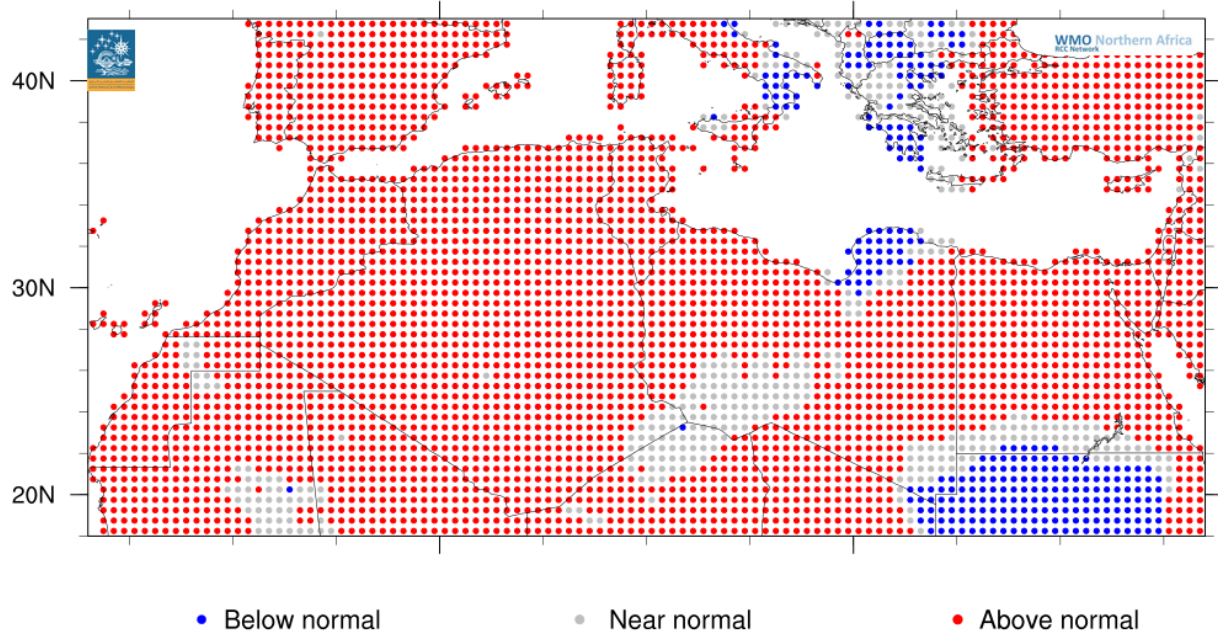 WMO Northern Africa
RCC Network
40N
30N
20N
Below normal
Near normal
Above normal